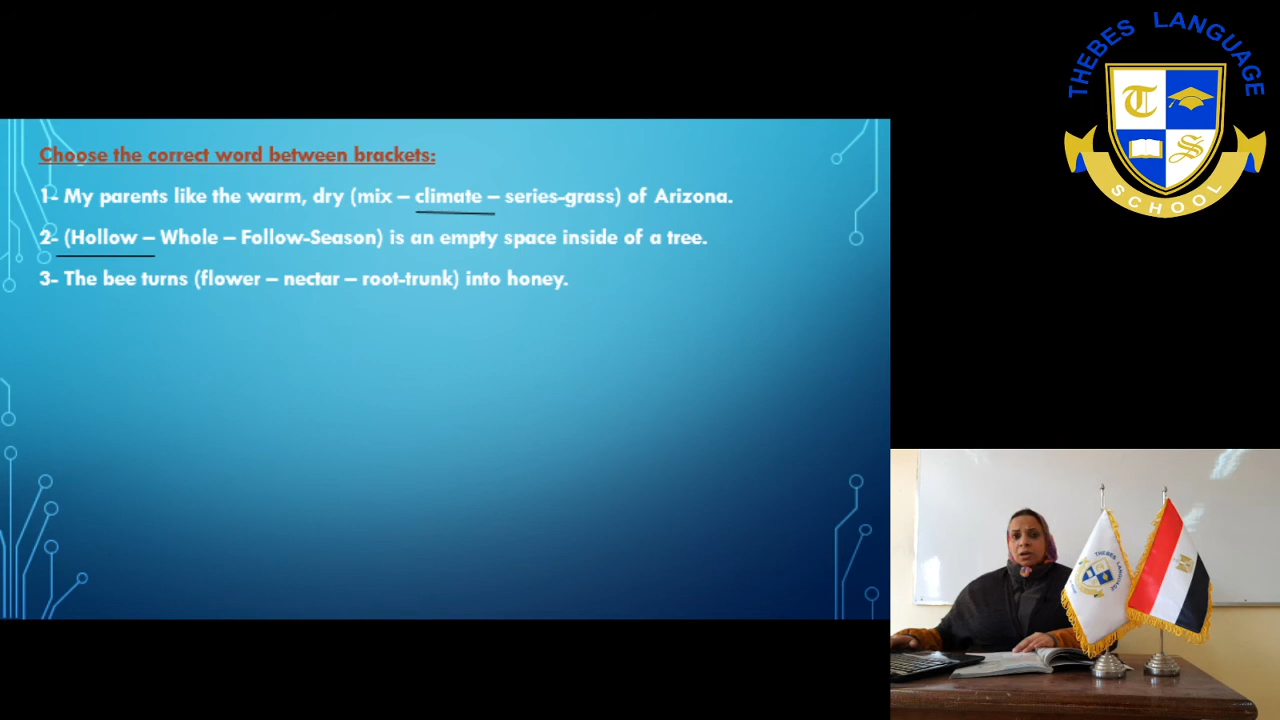 THEBES LANGUAGE
T
S
SCHOOL
Choose the correct word between brackets:
1- My parents like the warm, dry (mix – climate – series-grass) of Arizona.
2- (Hollow – Whole – Follow-Season) is an empty space inside of a tree.
3- The bee turns (flower – nectar – root-trunk) into honey.
THEBES LANGUAGE